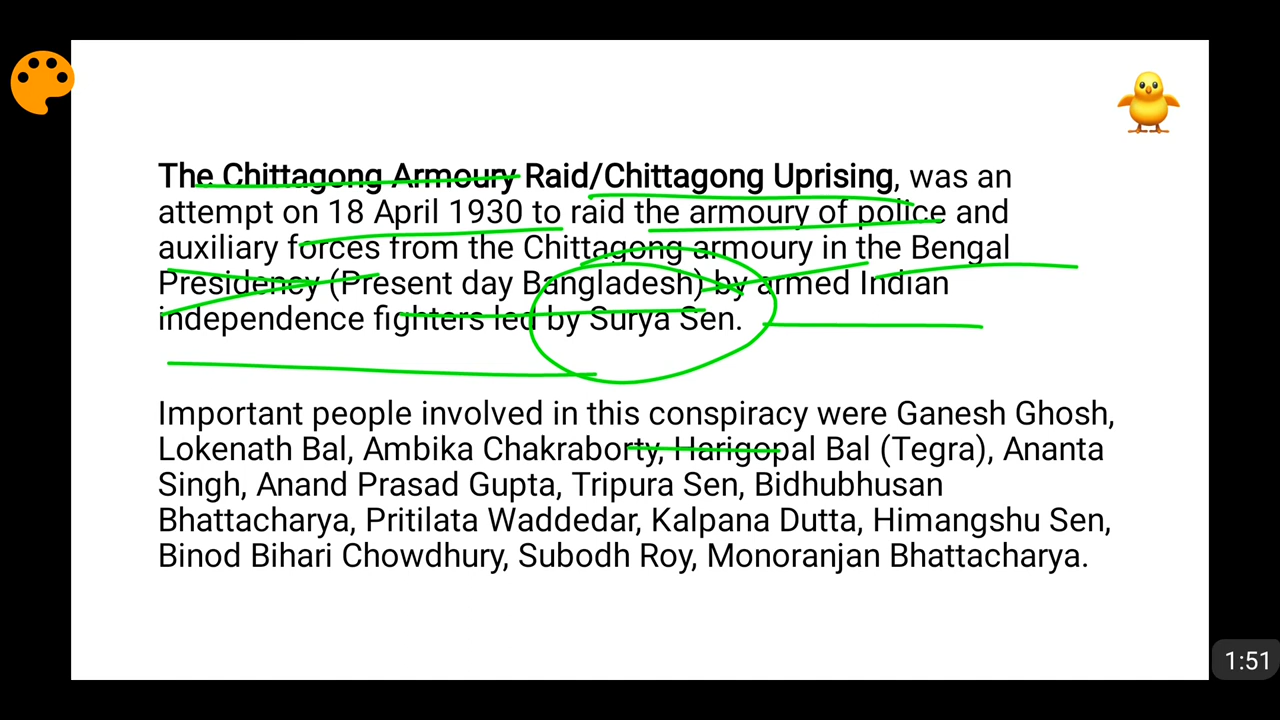 The Chittagong Armoury Raid/Chittagong Uprising, was an
attempt on 18 April 1930 to raid the armoury of police and
auxiliary forces from the Chittagong armoury in the Bengal
Presidency (Present day Bangladesh) by armed Indian
independence fighters led by Surya Sen.
Important people involved in this conspiracy were Ganesh Ghosh,
Lokenath Bal, Ambika Chakraborty, Harigopal Bal (Tegra), Ananta
Singh, Anand Prasad Gupta, Tripura Sen, Bidhubhusan
Bhattacharya, Pritilata Waddedar, Kalpana Dutta, Himangshu Sen,
Binod Bihari Chowdhury, Subodh Roy, Monoranjan Bhattacharya.
1:51